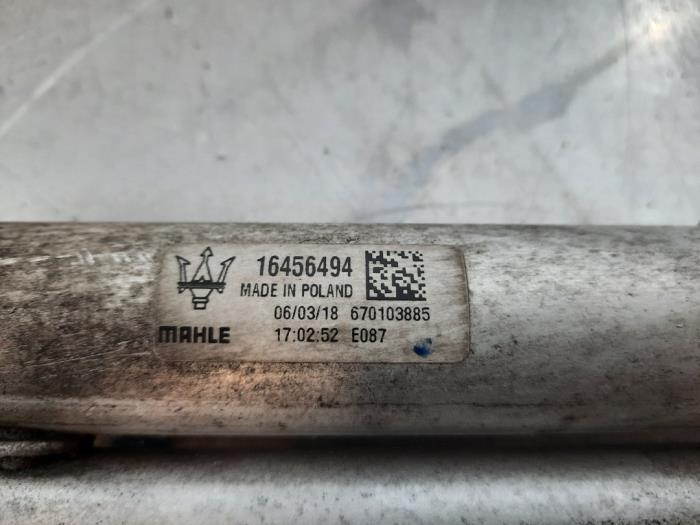 16456494
MADE IN POLAND
06/03/18 670103885
MAHLE 17:02:52 E087